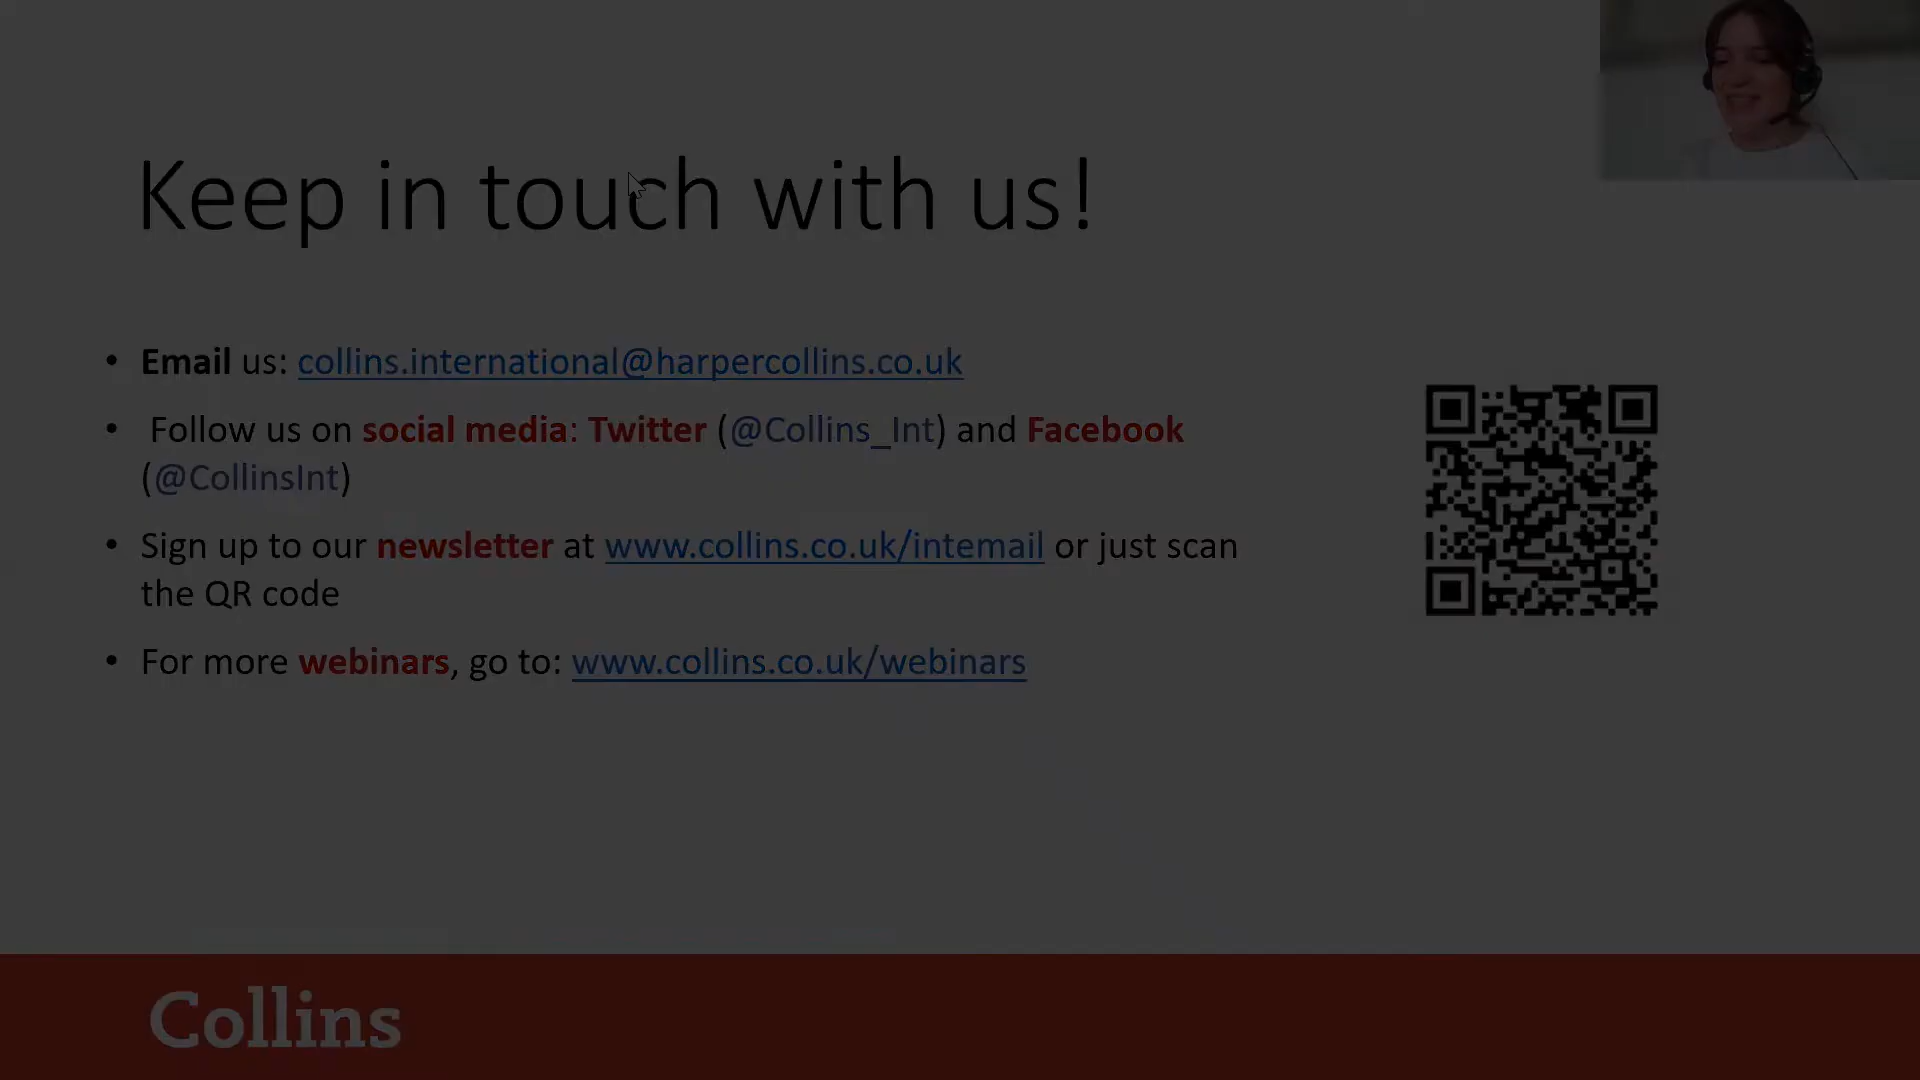 Keep in touch with us!
• Email us: collins.international@harpercollins.co.uk
• Follow us on social media: Twitter (@Collins_Int) and Facebook
(@CollinsInt)
• Sign up to our newsletter at www.collins.co.uk/intemail or just scan
the QR code
• For more webinars, go to: www.collins.co.uk/webinars
Collins